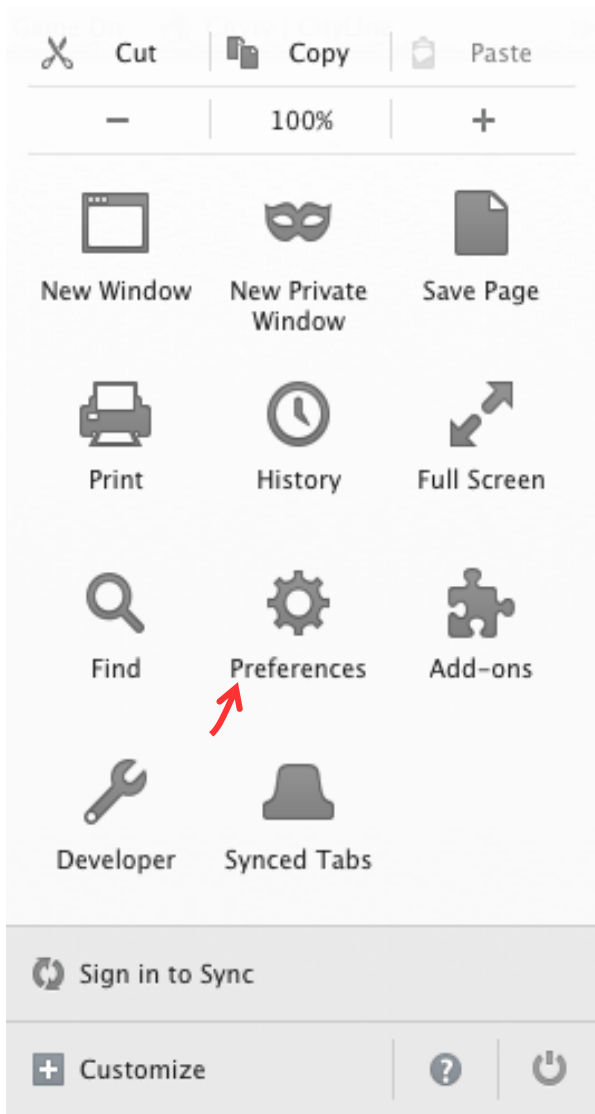 Cut Copy Paste
100%
New Window New Private Save Page
Window
Print History Full Screen
Find Preferences Add-ons
Developer Synced Tabs
Sign in to Sync
Customize